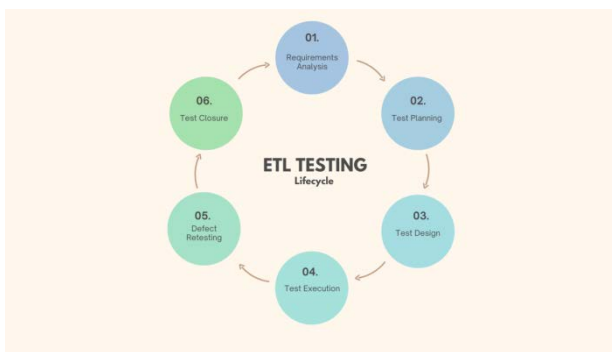 01.
Requirements
Analysis
02.
Test Planning
03.
Test Design
04.
Test Execution
05.
Defect
Retesting
06.
Test Closure
ETL TESTING
Lifecycle